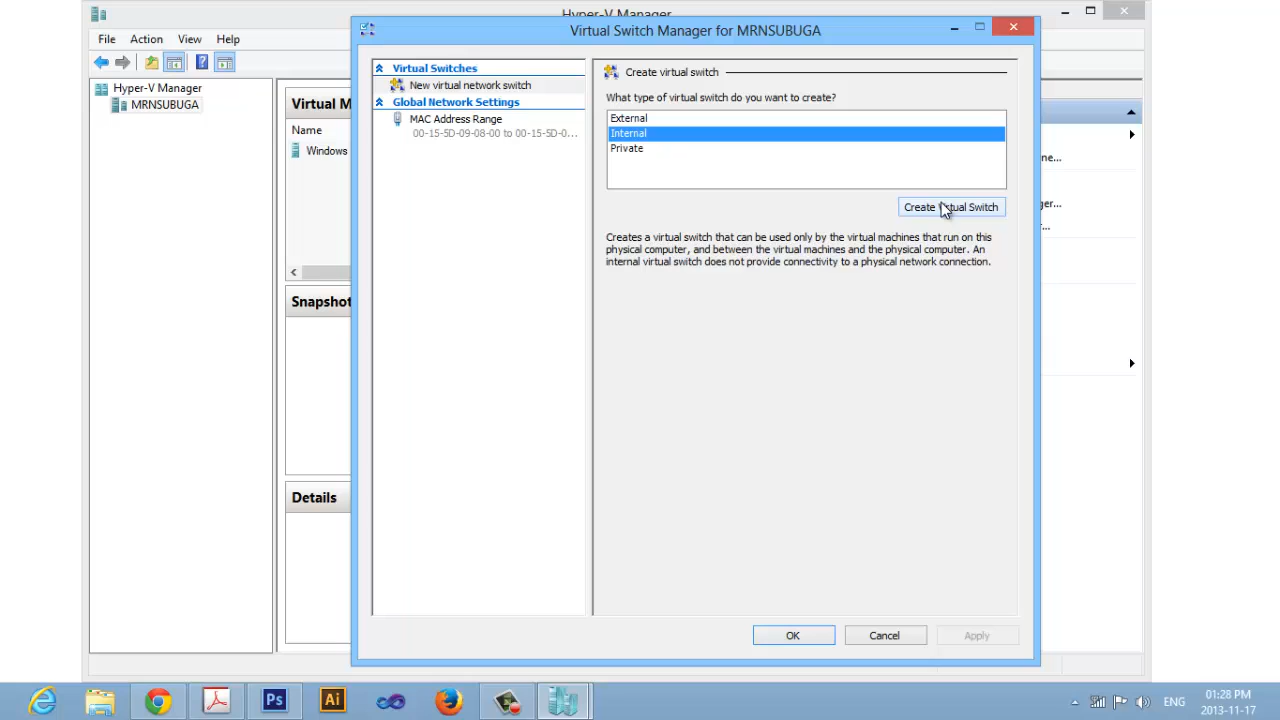 Hyper-V Manager
Virtual Switch Manager for MRNSUBUGA
File Action View Help
Hyper-V Manager
MRNSUBUGA
Virtual M
Name
Windows
Snapshot
Details
Virtual Switches
New virtual network switch
Global Network Settings
MAC Address Range
00-15-5D-09-08-00 to 00-15-5D-0...
Create virtual switch
What type of virtual switch do you want to create?
External
Internal
Private
Create Virtual Switch
Creates a virtual switch that can be used only by the virtual machines that run on this
physical computer, and between the virtual machines and the physical computer. An
internal virtual switch does not provide connectivity to a physical network connection.
ne...
ger...
...
OK Cancel Apply
Ps Ai
ENG
01:28 PM
2013-11-17